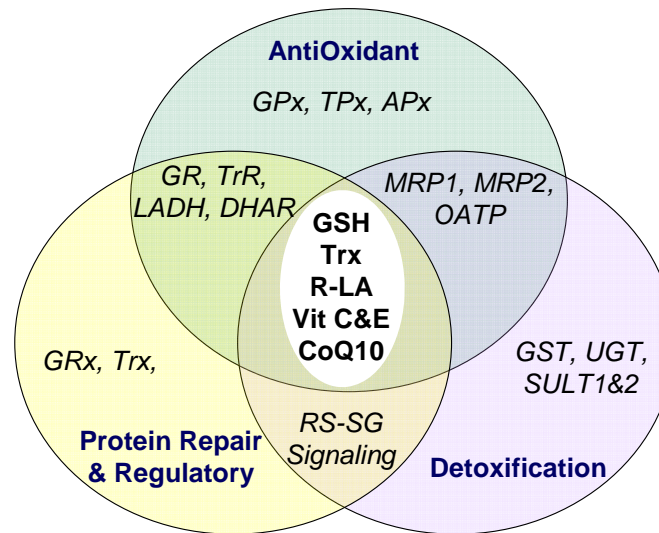 AntiOxidant
GPx, TPx, APx
GR, TrR,
LADH, DHAR
MRP1, MRP2,
OATP
GSH
Trx
R-LA
Vit C&E
CoQ10
GRx, Trx,
GST, UGT,
SULT1&2
Protein Repair
& Regulatory
RS-SG
Signaling
Detoxification